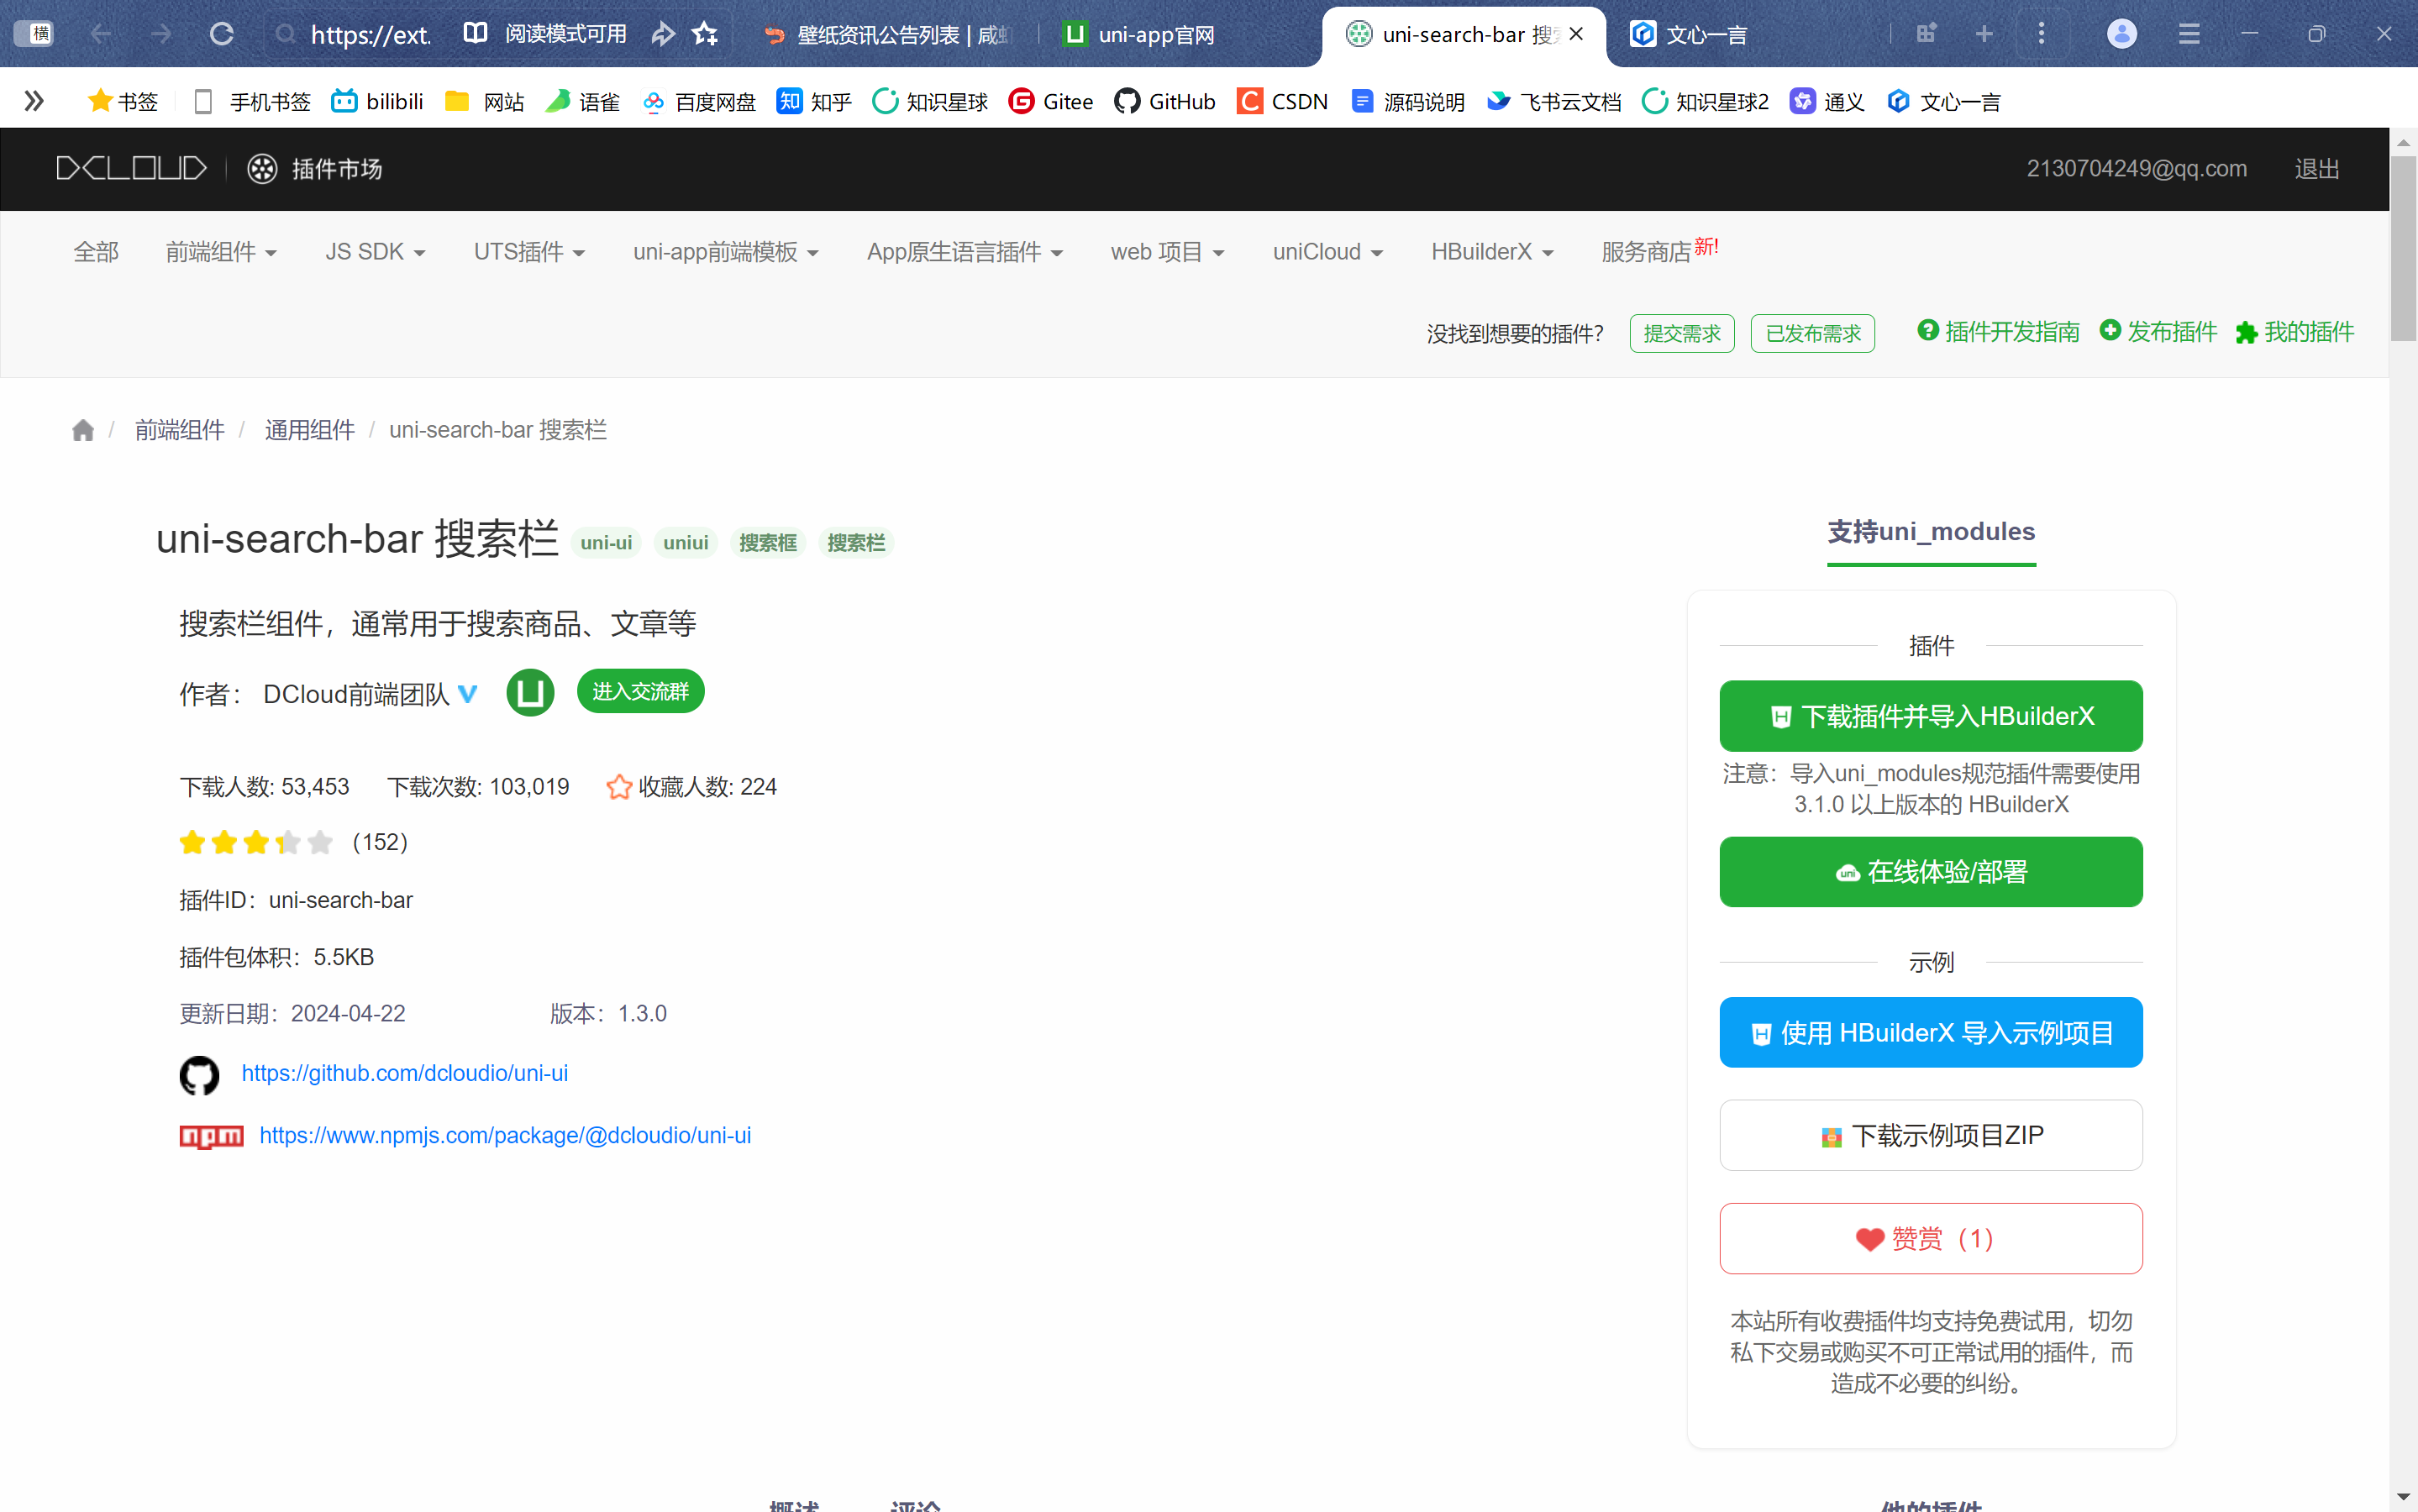 横 https://ext. 阅读模式可用 壁纸资讯公告列表 | 咸虾 uni-app官网 uni-search-bar 搜 文心一言
书签 手机书签 bilibili 网站 语雀 百度网盘 知 知乎 知识星球 Gitee GitHub CSDN 源码说明 飞书云文档 知识星球2 通义 文心一言
DCLOUD 插件市场 2130704249@qq.com 退出
全部 前端组件 JS SDK UTS插件 uni-app前端模板 App原生语言插件 web 项目 uniCloud HBuilderX 服务商店 新!
没找到想要的插件? 提交需求 已发布需求 插件开发指南 发布插件 我的插件
/ 前端组件 / 通用组件 / uni-search-bar 搜索栏
uni-search-bar 搜索栏 uni-ui uniui 搜索框 搜索栏
搜索栏组件，通常用于搜索商品、文章等
作者： DCloud前端团队 进入交流群
下载人数: 53,453 下载次数: 103,019 收藏人数: 224
（152）
插件ID：uni-search-bar
插件包体积：5.5KB
更新日期：2024-04-22 版本：1.3.0
https://github.com/dcloudio/uni-ui
npm https://www.npmjs.com/package/@dcloudio/uni-ui
支持uni_modules
插件
下载插件并导入HBuilderX
注意：导入uni_modules规范插件需要使用
3.1.0 以上版本的 HBuilderX
uni 在线体验/部署
示例
使用 HBuilderX 导入示例项目
下载示例项目ZIP
赞赏（1）
本站所有收费插件均支持免费试用，切勿
私下交易或购买不可正常试用的插件，而
造成不必要的纠纷。
概述 评论 他的插件